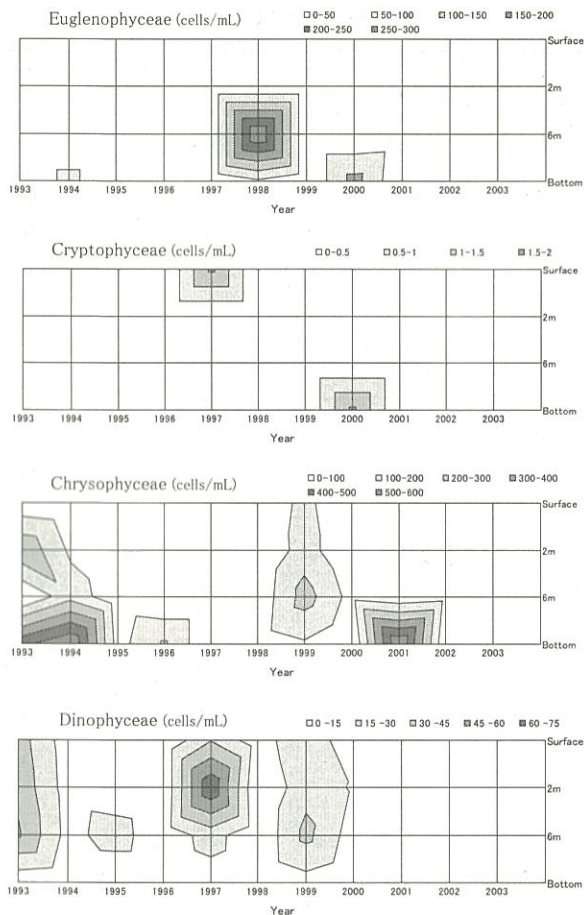 Euglenophyceae (cells/mL)
0-50 50-100 100-150 150-200
200-250 250-300
Surface
2m
6m
Bottom
1993 1994 1995 1996 1997 1998 1999 2000 2001 2002 2003
Year
Cryptophyceae (cells/mL)
0-0.5 0.5-1 1-1.5 1.5-2
Surface
2m
6m
Bottom
1993 1994 1995 1996 1997 1998 1999 2000 2001 2002 2003
Year
Chrysophyceae (cells/mL)
0-100 100-200 200-300 300-400
400-500 500-600
Surface
2m
6m
Bottom
1993 1994 1995 1996 1997 1998 1999 2000 2001 2002 2003
Year
Dinophyceae (cells/mL)
0-15 15-30 30-45 45-60 60-75
Surface
2m
6m
Bottom
1993 1994 1995 1996 1997 1998 1999 2000 2001 2002 2003
Year